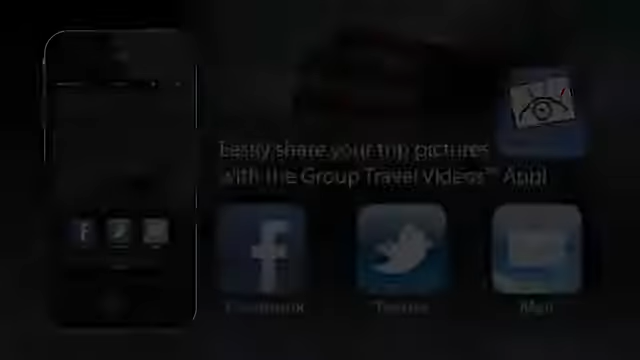 Easily share your trip pictures
with the Group Travel Videos™ App!
Facebook
Twitter
Mail